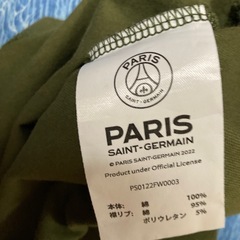 PARIS
SAINT-GERMAIN
PARIS
SAINT-GERMAIN
© PARIS SAINT-GERMAIN 2022
Product under Official License
PS0122FW0003
本体: 綿 100%
襟リブ: 綿 95%
ポリウレタン 5%